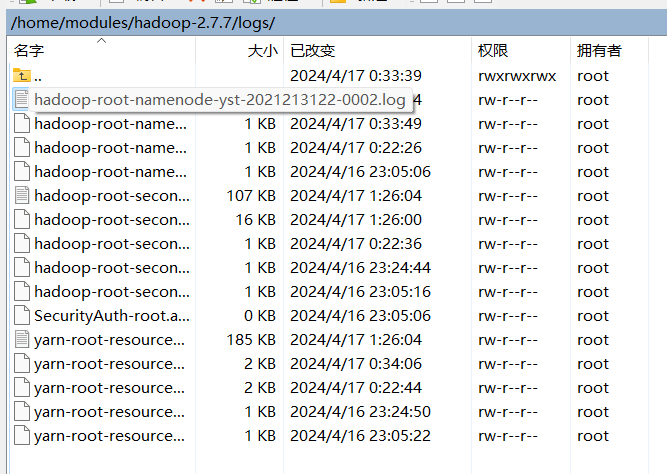 /home/modules/hadoop-2.7.7/logs/
名字 大小 已改变 权限 拥有者
.. 2024/4/17 0:33:39 rwxrwxrwx root
hadoop-root-namenode-yst-2021213122-0002.log 4 rw-r--r-- root
hadoop-root-name... 1 KB 2024/4/17 0:33:49 rw-r--r-- root
hadoop-root-name... 1 KB 2024/4/17 0:22:26 rw-r--r-- root
hadoop-root-name... 1 KB 2024/4/16 23:05:06 rw-r--r-- root
hadoop-root-secon... 107 KB 2024/4/17 1:26:04 rw-r--r-- root
hadoop-root-secon... 16 KB 2024/4/17 1:26:00 rw-r--r-- root
hadoop-root-secon... 1 KB 2024/4/17 0:22:36 rw-r--r-- root
hadoop-root-secon... 1 KB 2024/4/16 23:24:44 rw-r--r-- root
hadoop-root-secon... 1 KB 2024/4/16 23:05:16 rw-r--r-- root
SecurityAuth-root.a... 0 KB 2024/4/16 23:05:06 rw-r--r-- root
yarn-root-resource... 185 KB 2024/4/17 1:26:04 rw-r--r-- root
yarn-root-resource... 2 KB 2024/4/17 0:34:06 rw-r--r-- root
yarn-root-resource... 2 KB 2024/4/17 0:22:44 rw-r--r-- root
yarn-root-resource... 1 KB 2024/4/16 23:24:50 rw-r--r-- root
yarn-root-resource... 1 KB 2024/4/16 23:05:22 rw-r--r-- root